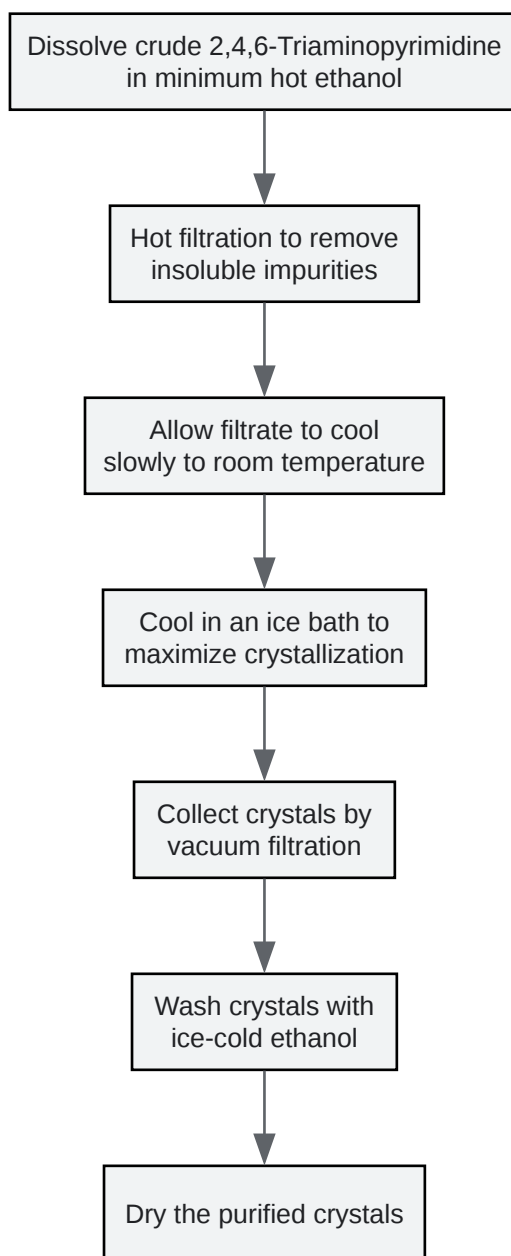 Dissolve crude 2,4,6-Triaminopyrimidine
in minimum hot ethanol
Hot filtration to remove
insoluble impurities
Allow filtrate to cool
slowly to room temperature
Cool in an ice bath to
maximize crystallization
Collect crystals by
vacuum filtration
Wash crystals with
ice-cold ethanol
Dry the purified crystals